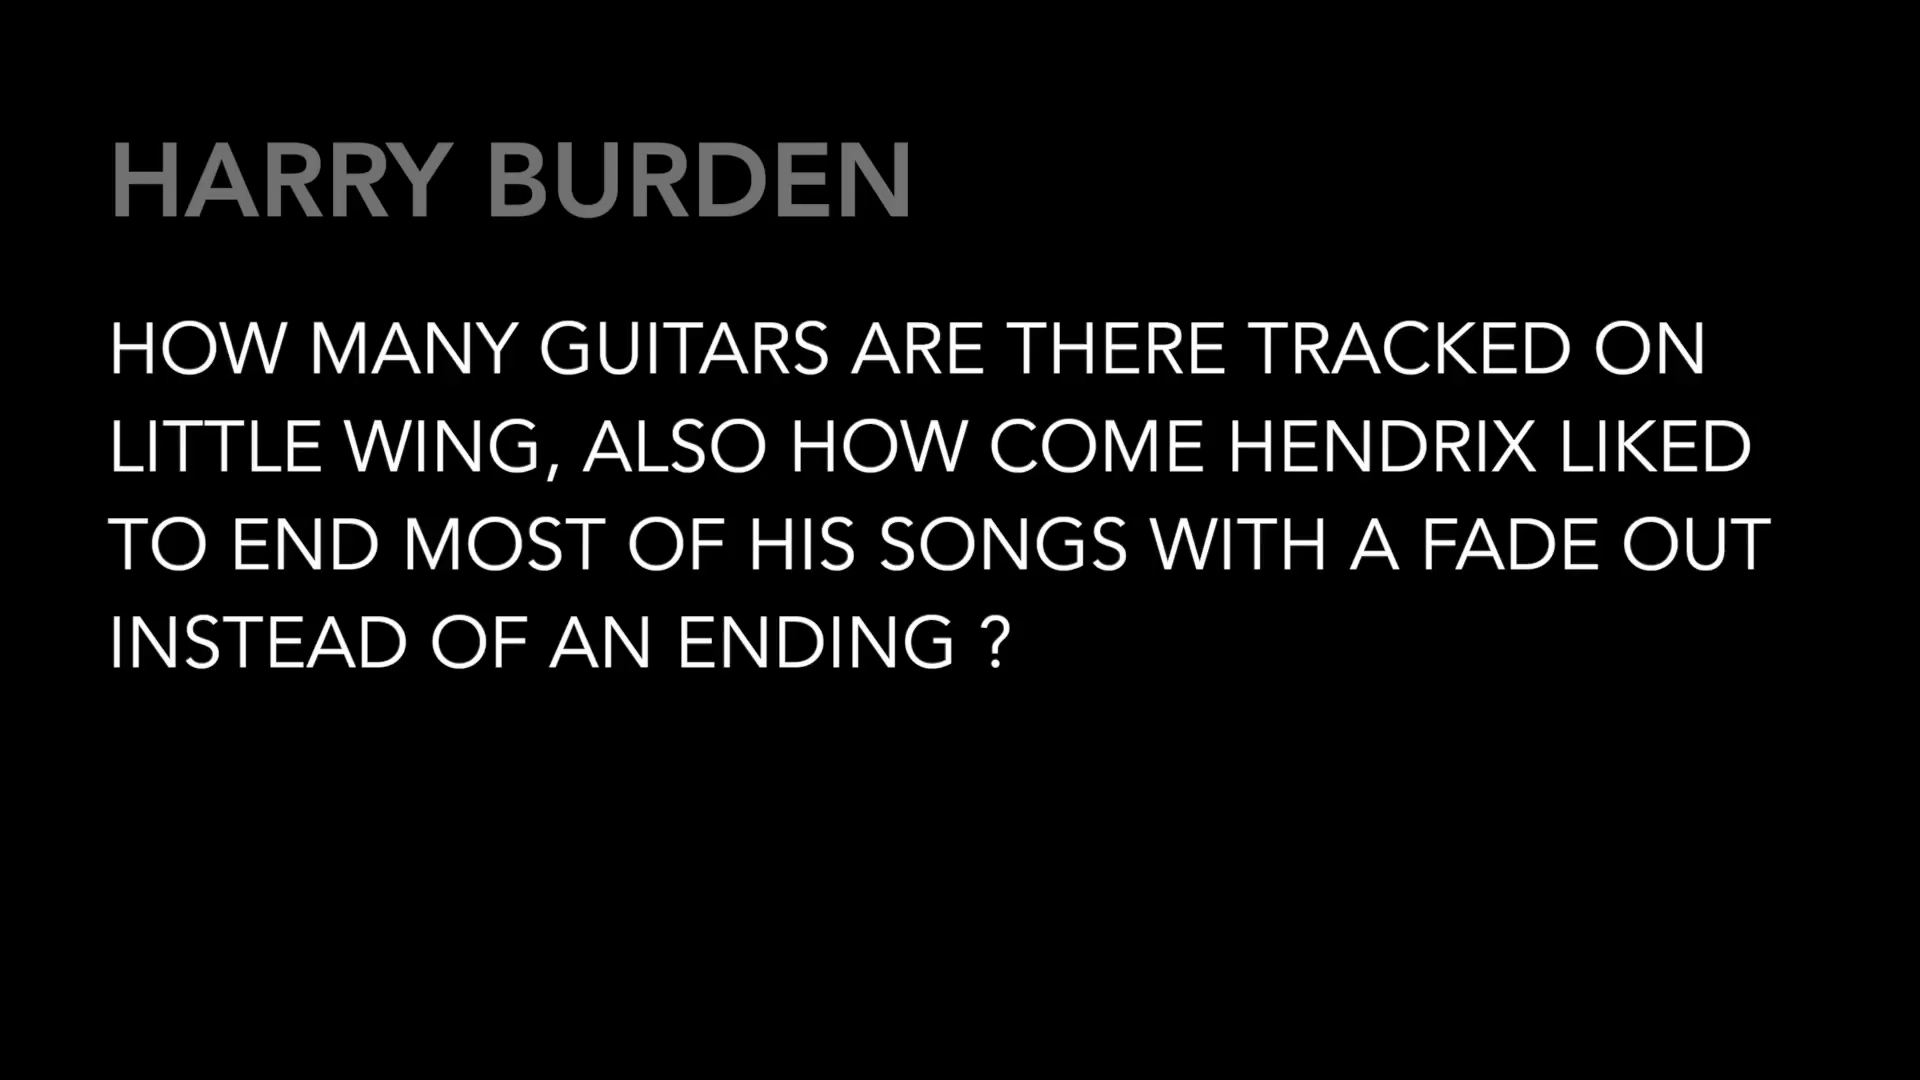 HARRY BURDEN
HOW MANY GUITARS ARE THERE TRACKED ON
LITTLE WING, ALSO HOW COME HENDRIX LIKED
TO END MOST OF HIS SONGS WITH A FADE OUT
INSTEAD OF AN ENDING ?